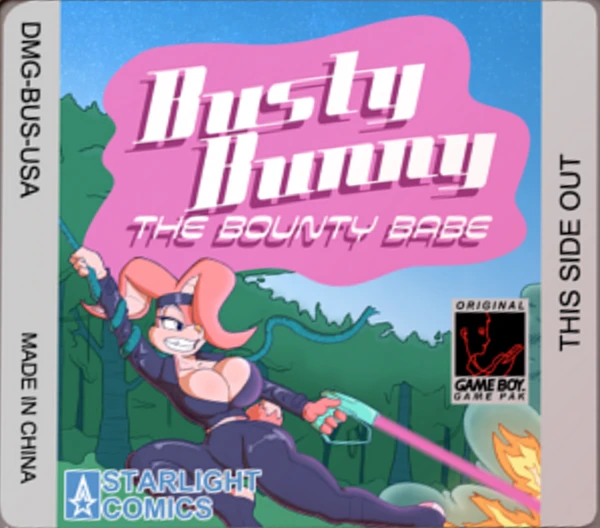 DMG-BUS-USA
MADE IN CHINA
Busty
Bunny
THE BOUNTY BABE
THIS SIDE OUT
ORIGINAL
GAME BOY
GAME PAK
STARLIGHT
COMICS